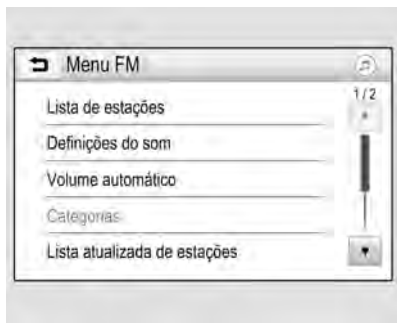 Menu FM
1/2
Lista de estações
Definições do som
Volume automático
Categorias
Lista atualizada de estações